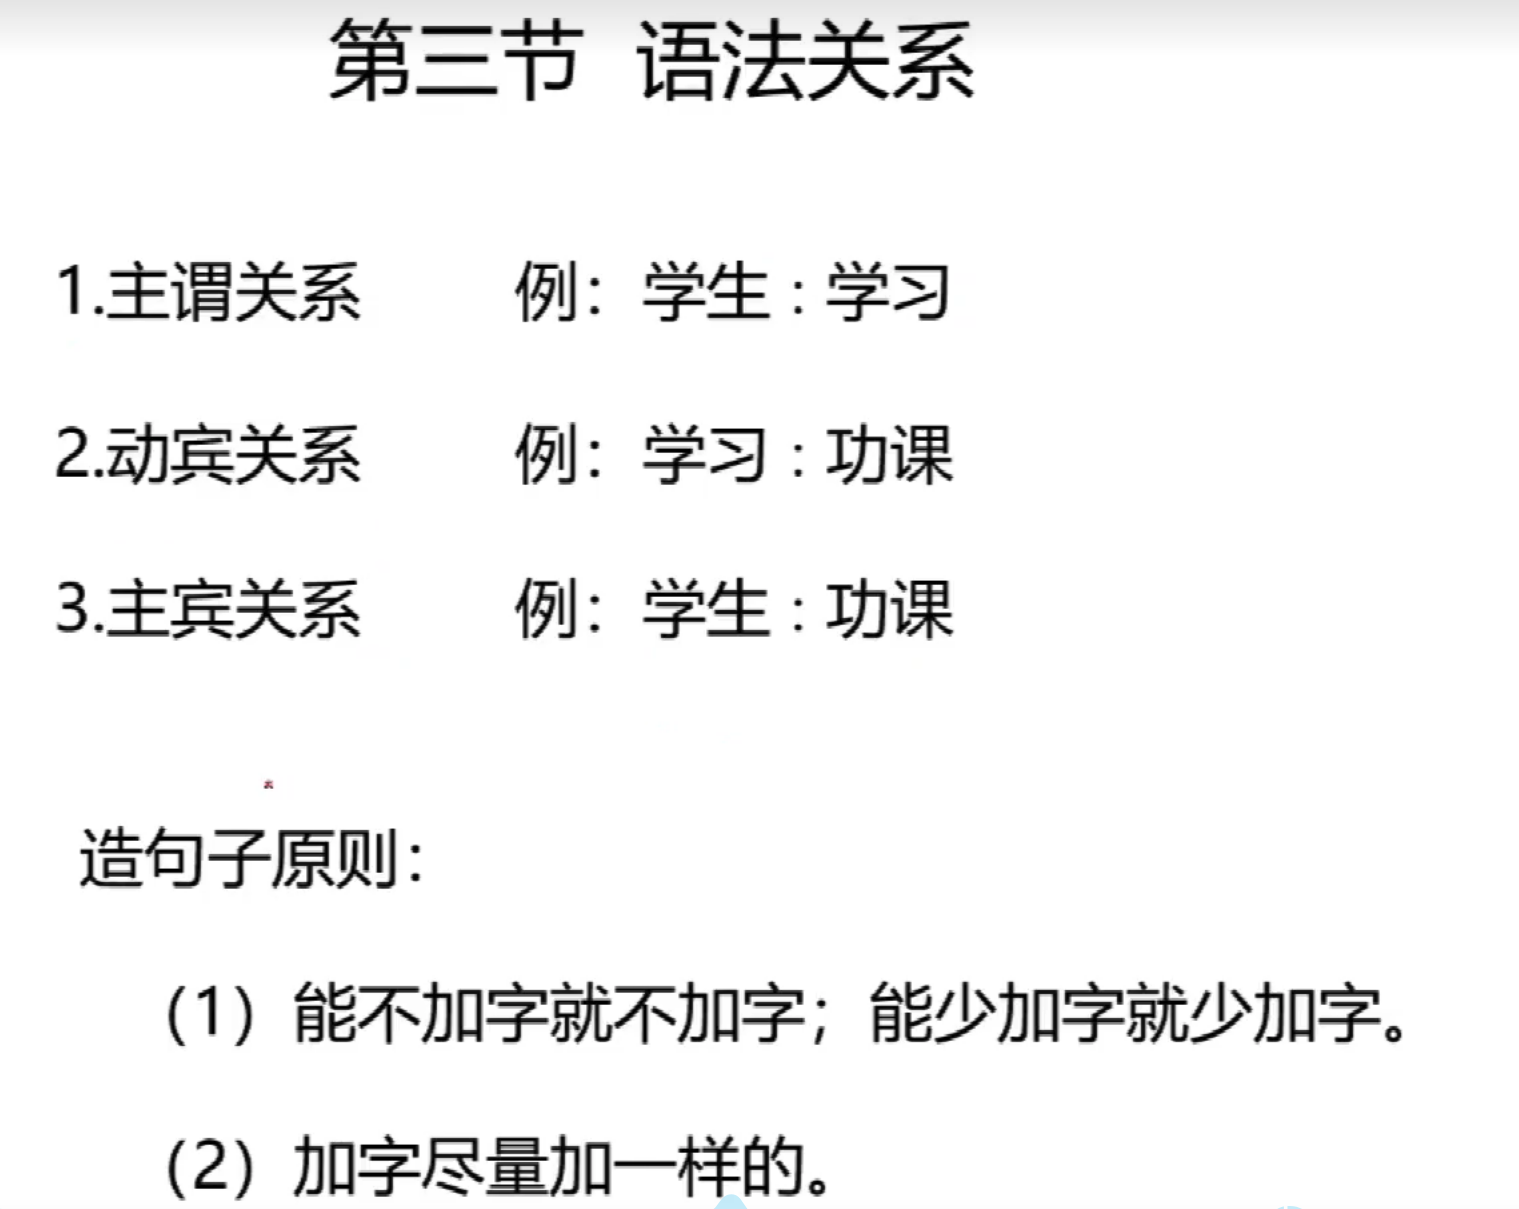 第三节 语法关系
1.主谓关系 例：学生：学习
2.动宾关系 例：学习：功课
3.主宾关系 例：学生：功课
造句子原则：
（1）能不加字就不加字；能少加字就少加字。
（2）加字尽量加一样的。